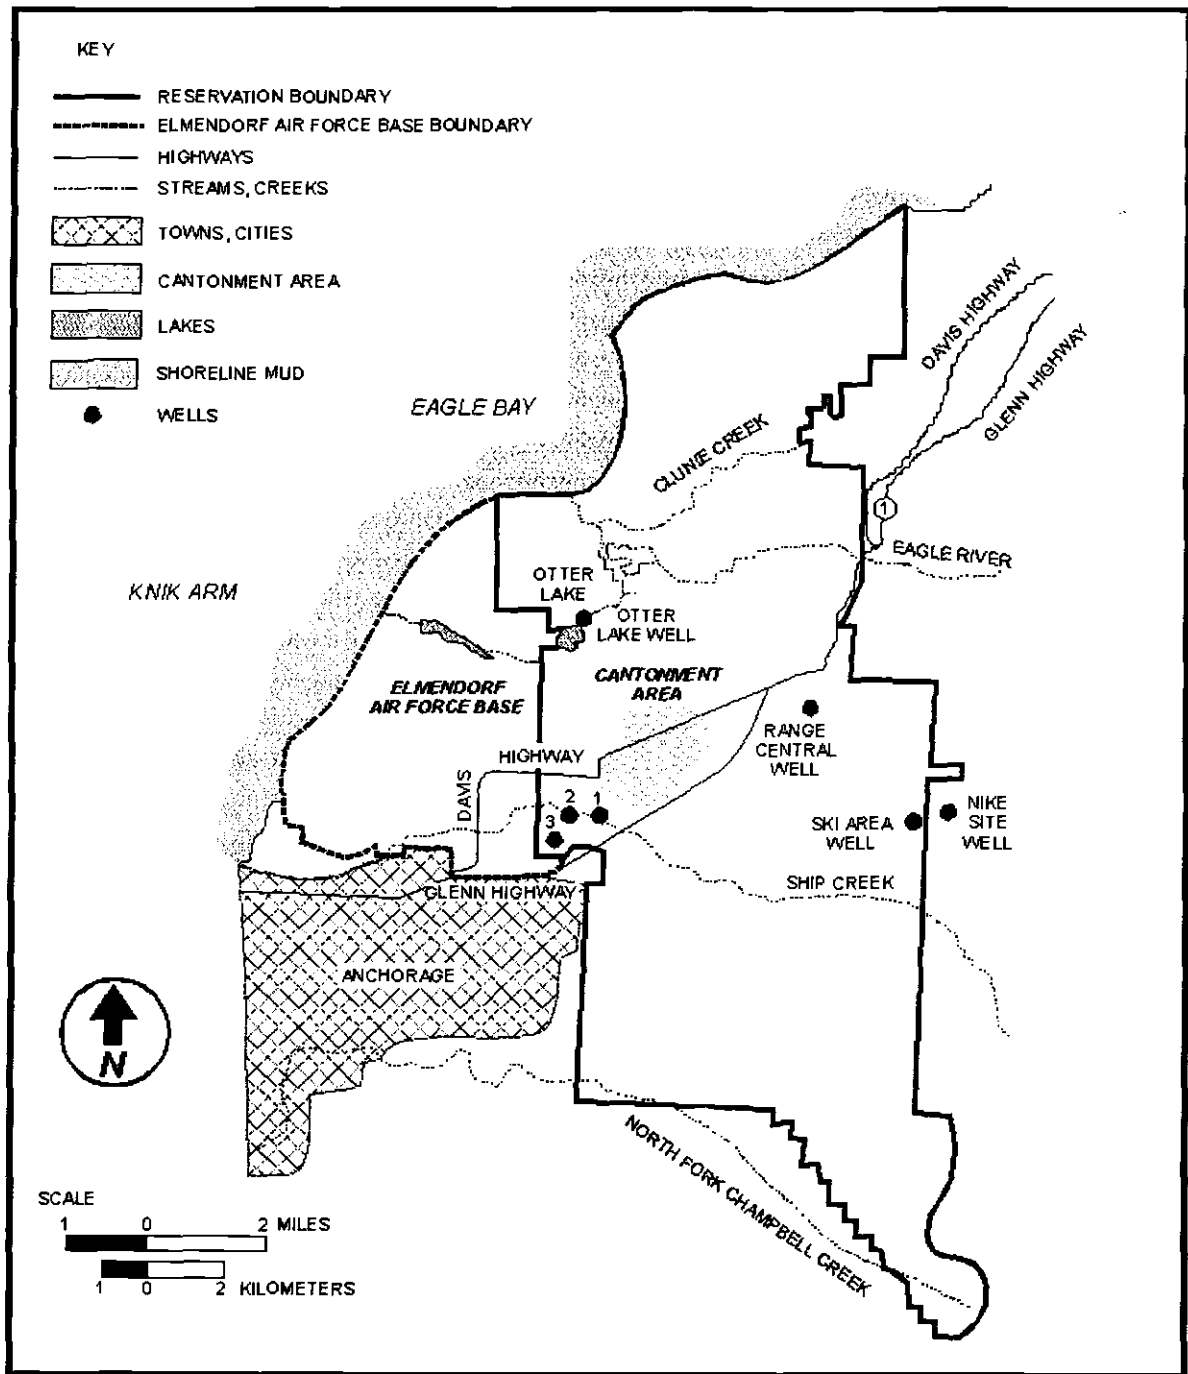 KEY
RESERVATION BOUNDARY
ELMENDORF AIR FORCE BASE BOUNDARY
HIGHWAYS
STREAMS, CREEKS
TOWNS, CITIES
CANTONMENT AREA
LAKES
SHORELINE MUD
WELLS
DAVIS HIGHWAY
GLENN HIGHWAY
EAGLE BAY
CLUNIE CREEK
1
EAGLE RIVER
KNIK ARM
OTTER
LAKE
OTTER
LAKE WELL
CANTONMENT
AREA
ELMENDORF
AIR FORCE BASE
RANGE
CENTRAL
WELL
HIGHWAY
DAVIS
2
1
3
SKI AREA
WELL
NIKE
SITE
WELL
SHIP CREEK
GLENN HIGHWAY
ANCHORAGE
N
NORTH FORK CHAMPBELL CREEK
SCALE
1 0 2 MILES
1 0 2 KILOMETERS